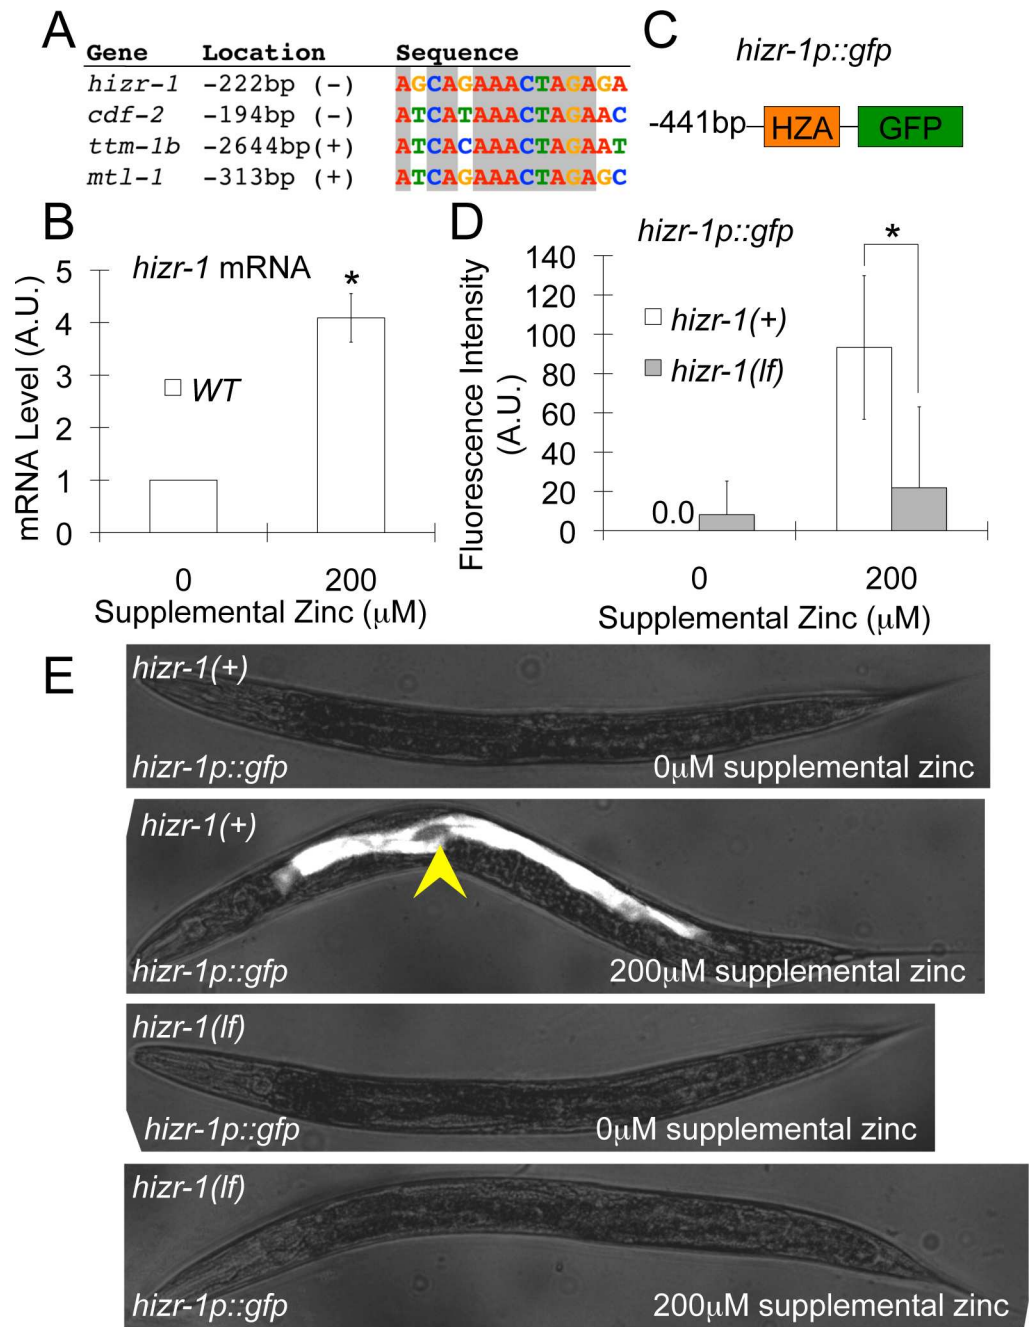 A
Gene Location Sequence
hizr-1 -222bp (-) AGCAGAAACTAGAGA
cdf-2 -194bp (-) ATCATAAACTAGAAC
ttm-1b -2644bp(+) ATCACAAACTAGAAT
mtl-1 -313bp (+) ATCAGAAACTAGAGC
C
hizr-1p::gfp
-441bp HZA GFP
B
hizr-1 mRNA
mRNA Level (A.U.)
5
4
3
2
1
0
*
WT
0 200
Supplemental Zinc (μM)
D
hizr-1p::gfp
Fluorescence Intensity
(A.U.)
140
120
100
80
60
40
20
0
*
hizr-1(+)
hizr-1(lf)
0.0
0 200
Supplemental Zinc (μM)
E
hizr-1(+)
hizr-1p::gfp 0μM supplemental zinc
hizr-1(+)
hizr-1p::gfp 200μM supplemental zinc
hizr-1(lf)
hizr-1p::gfp 0μM supplemental zinc
hizr-1(lf)
hizr-1p::gfp 200μM supplemental zinc